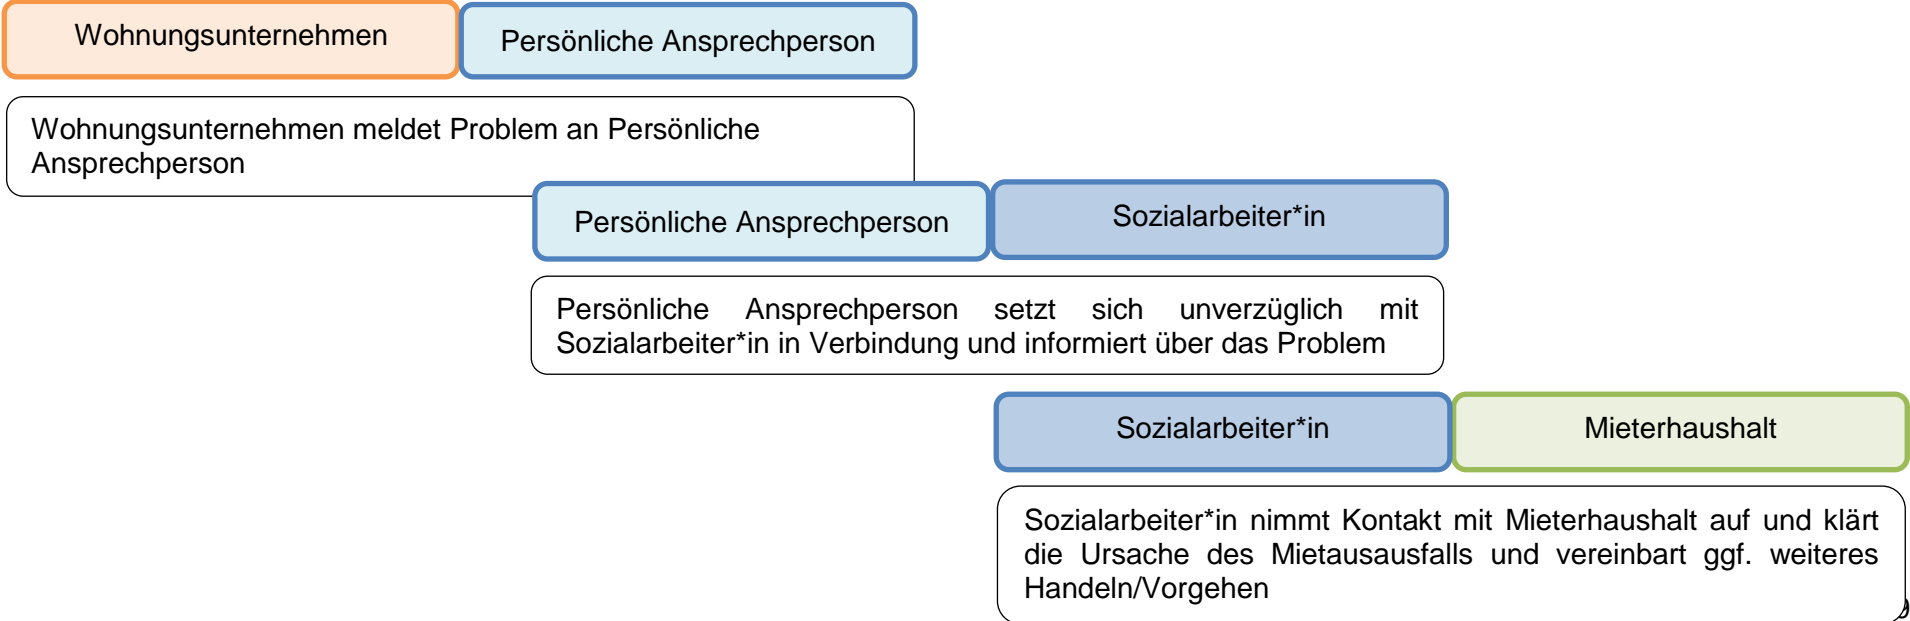 Wohnungsunternehmen
Persönliche Ansprechperson
Wohnungsunternehmen meldet Problem an Persönliche
Ansprechperson
Persönliche Ansprechperson
Sozialarbeiter*in
Persönliche Ansprechperson setzt sich unverzüglich mit
Sozialarbeiter*in in Verbindung und informiert über das Problem
Sozialarbeiter*in
Mieterhaushalt
Sozialarbeiter*in nimmt Kontakt mit Mieterhaushalt auf und klärt
die Ursache des Mietausausfalls und vereinbart ggf. weiteres
Handeln/Vorgehen